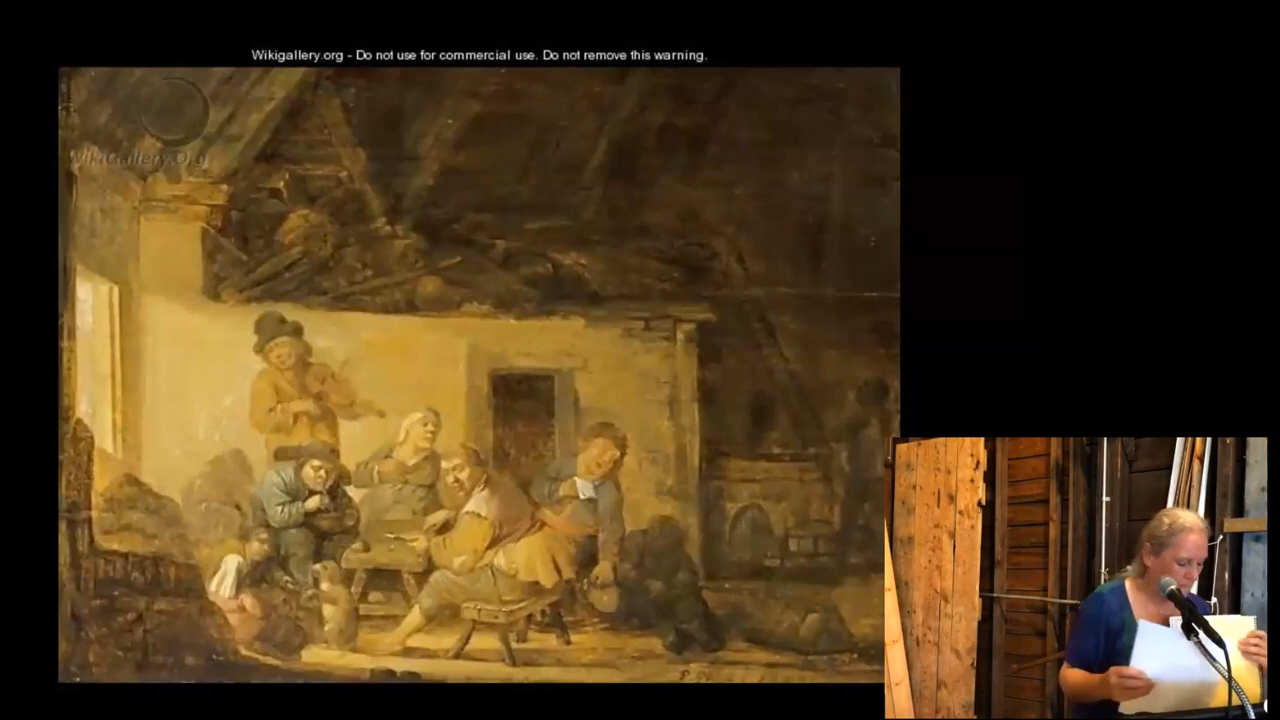 Wikigallery.org - Do not use for commercial use. Do not remove this warning.
WikiGallery.Org